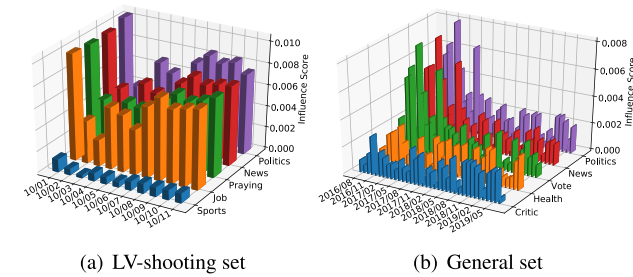 0.010
0.008
0.006
0.004
0.002
0.000
Influence Score
Politics
News
Praying
Job
Sports
10/01
10/02
10/03
10/04
10/05
10/06
10/07
10/08
10/09
10/10
10/11
0.008
0.006
0.004
0.002
0.000
Influence Score
Politics
News
Vote
Health
Critic
2016/08
2016/11
2017/02
2017/05
2017/08
2017/11
2018/02
2018/05
2018/08
2018/11
2019/02
2019/05
(a) LV-shooting set
(b) General set